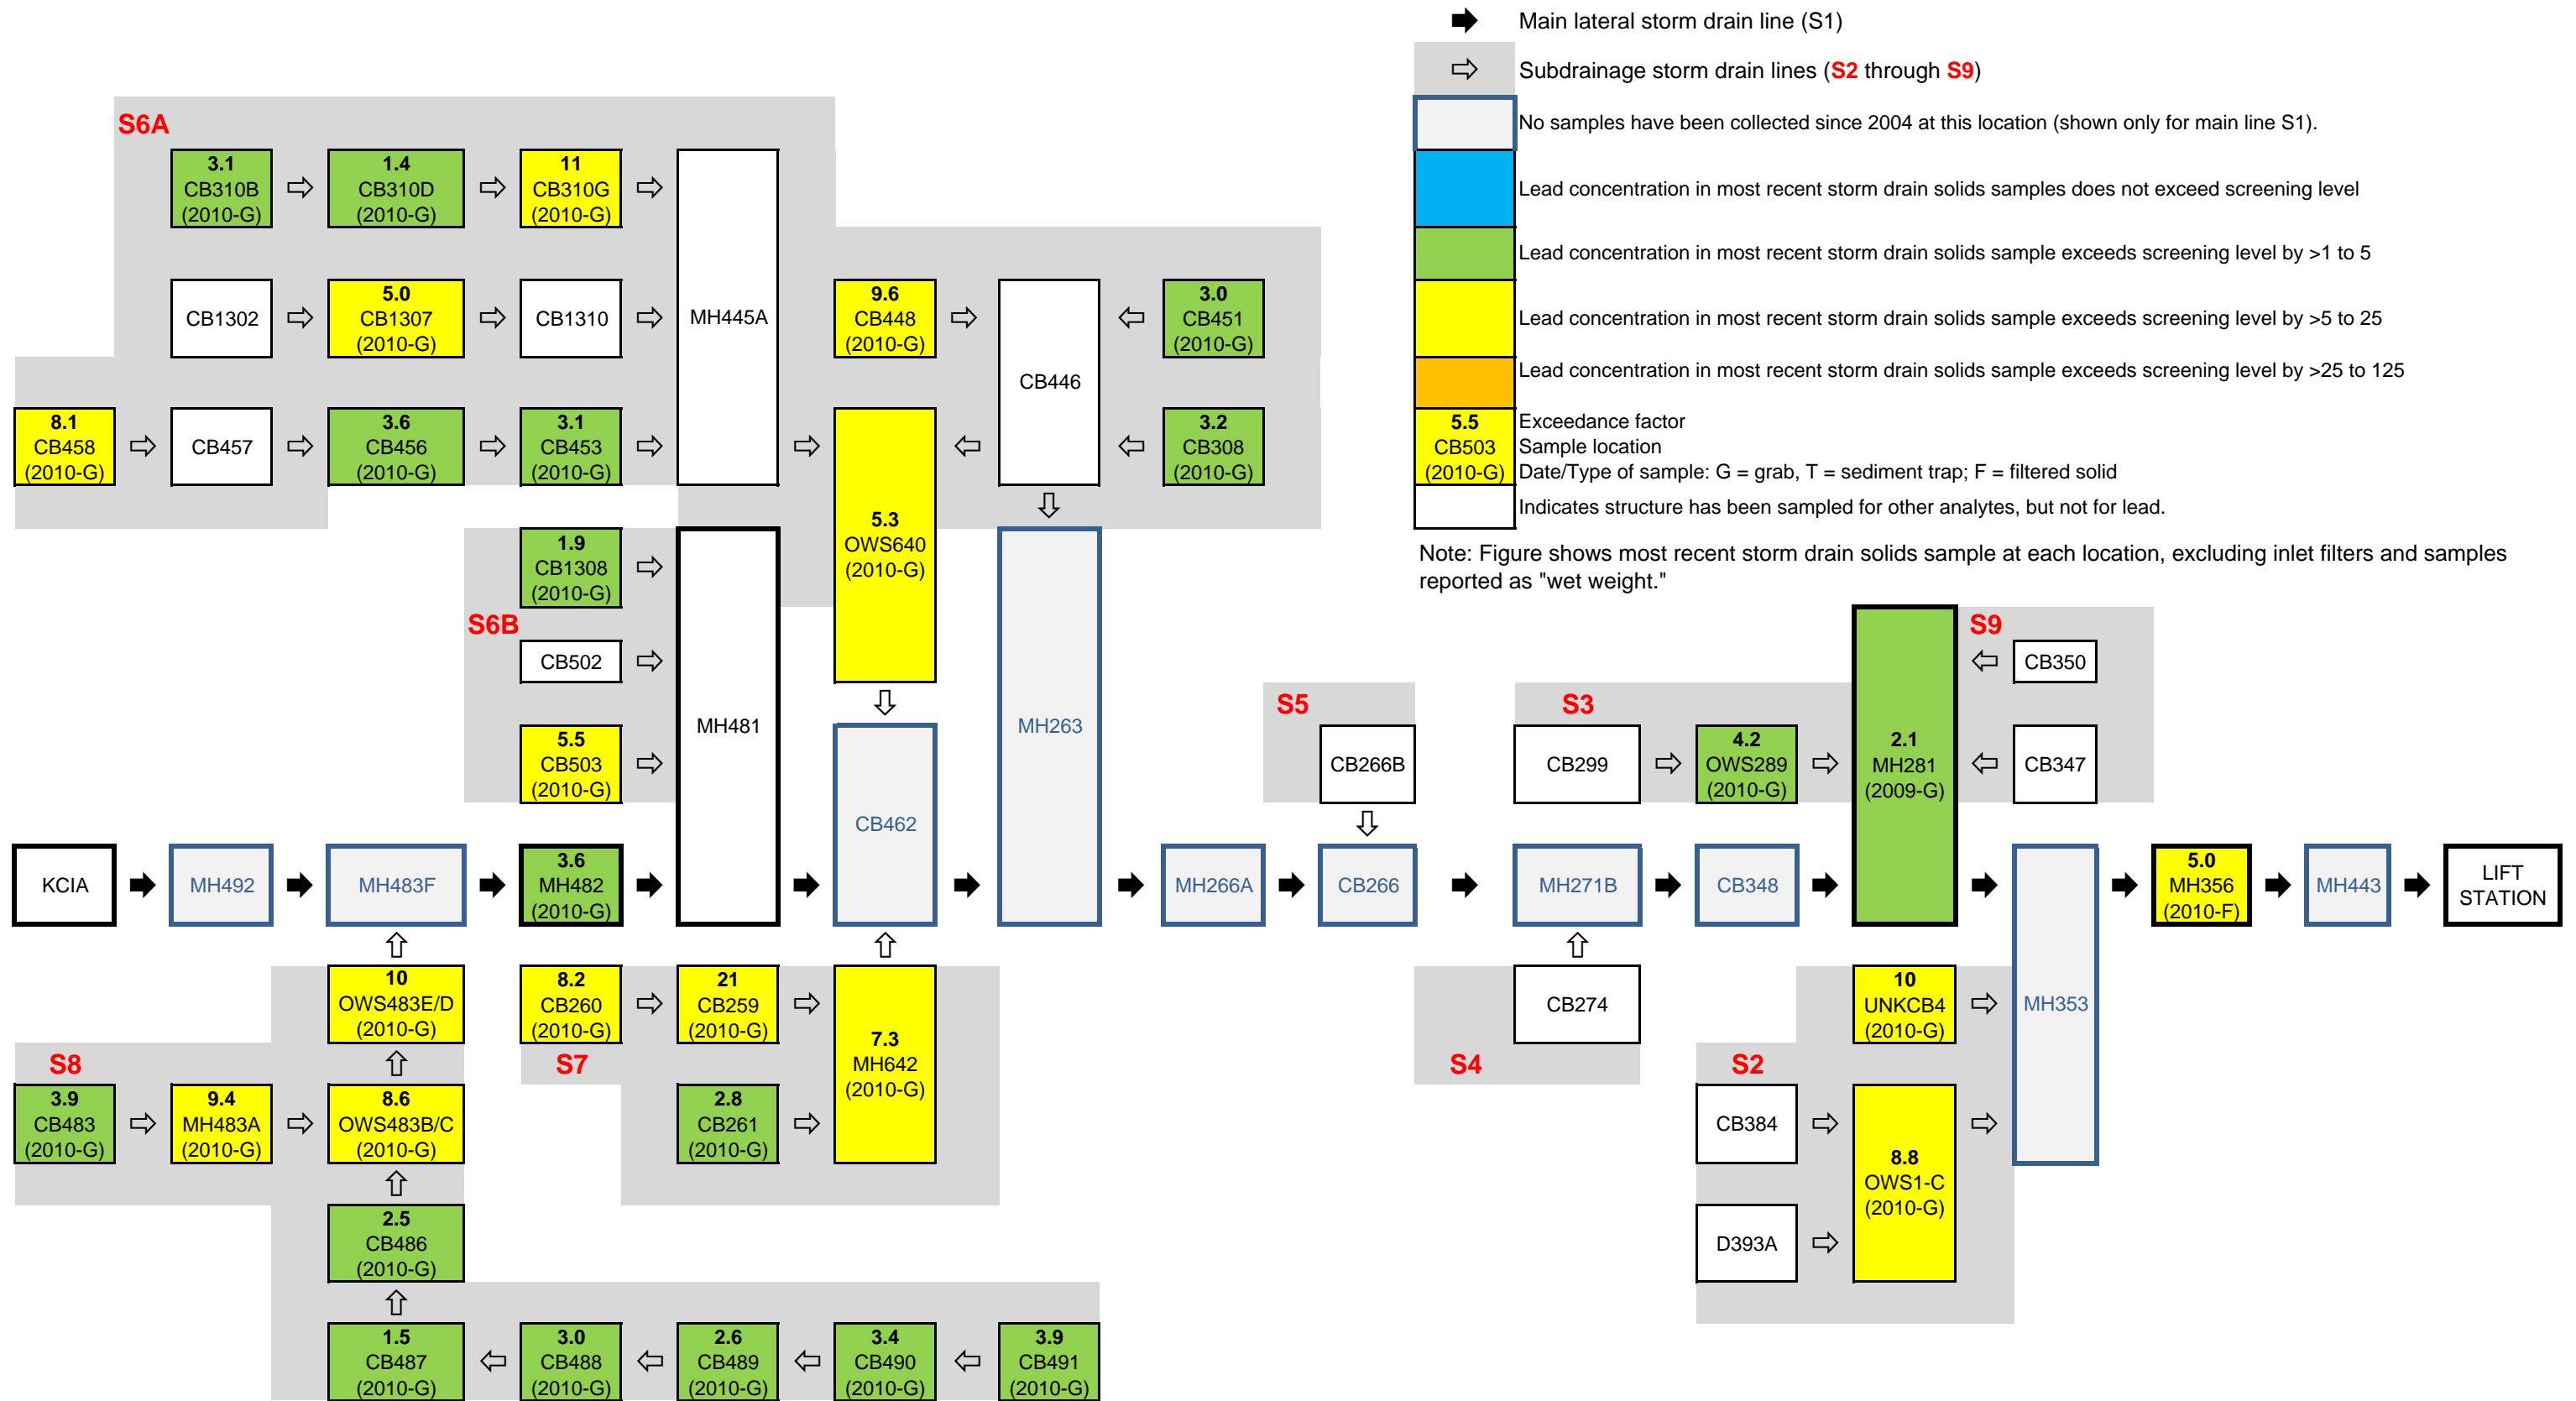 Main lateral storm drain line (S1)
Subdrainage storm drain lines (S2 through S9)
No samples have been collected since 2004 at this location (shown only for main line S1).
Lead concentration in most recent storm drain solids samples does not exceed screening level
Lead concentration in most recent storm drain solids sample exceeds screening level by >1 to 5
Lead concentration in most recent storm drain solids sample exceeds screening level by >5 to 25
Lead concentration in most recent storm drain solids sample exceeds screening level by >25 to 125
5.5
CB503
(2010-G)
Exceedance factor
Sample location
Date/Type of sample: G = grab, T = sediment trap; F = filtered solid
Indicates structure has been sampled for other analytes, but not for lead.
Note: Figure shows most recent storm drain solids sample at each location, excluding inlet filters and samples
reported as "wet weight."
S6A
3.1
CB310B
(2010-G)
1.4
CB310D
(2010-G)
11
CB310G
(2010-G)
MH445A
CB1302
5.0
CB1307
(2010-G)
CB1310
9.6
CB448
(2010-G)
CB446
3.0
CB451
(2010-G)
8.1
CB458
(2010-G)
CB457
3.6
CB456
(2010-G)
3.1
CB453
(2010-G)
5.3
OWS640
(2010-G)
3.2
CB308
(2010-G)
S6B
1.9
CB1308
(2010-G)
CB502
5.5
CB503
(2010-G)
MH481
CB462
MH263
S5
CB266B
S3
CB299
4.2
OWS289
(2010-G)
2.1
MH281
(2009-G)
S9
CB350
CB347
KCIA
MH492
MH483F
3.6
MH482
(2010-G)
MH266A
CB266
MH271B
CB348
MH353
5.0
MH356
(2010-F)
MH443
LIFT
STATION
10
OWS483E/D
(2010-G)
8.2
CB260
(2010-G)
21
CB259
(2010-G)
7.3
MH642
(2010-G)
CB274
S4
10
UNKCB4
(2010-G)
S8
S7
S2
3.9
CB483
(2010-G)
9.4
MH483A
(2010-G)
8.6
OWS483B/C
(2010-G)
2.8
CB261
(2010-G)
CB384
8.8
OWS1-C
(2010-G)
D393A
2.5
CB486
(2010-G)
1.5
CB487
(2010-G)
3.0
CB488
(2010-G)
2.6
CB489
(2010-G)
3.4
CB490
(2010-G)
3.9
CB491
(2010-G)